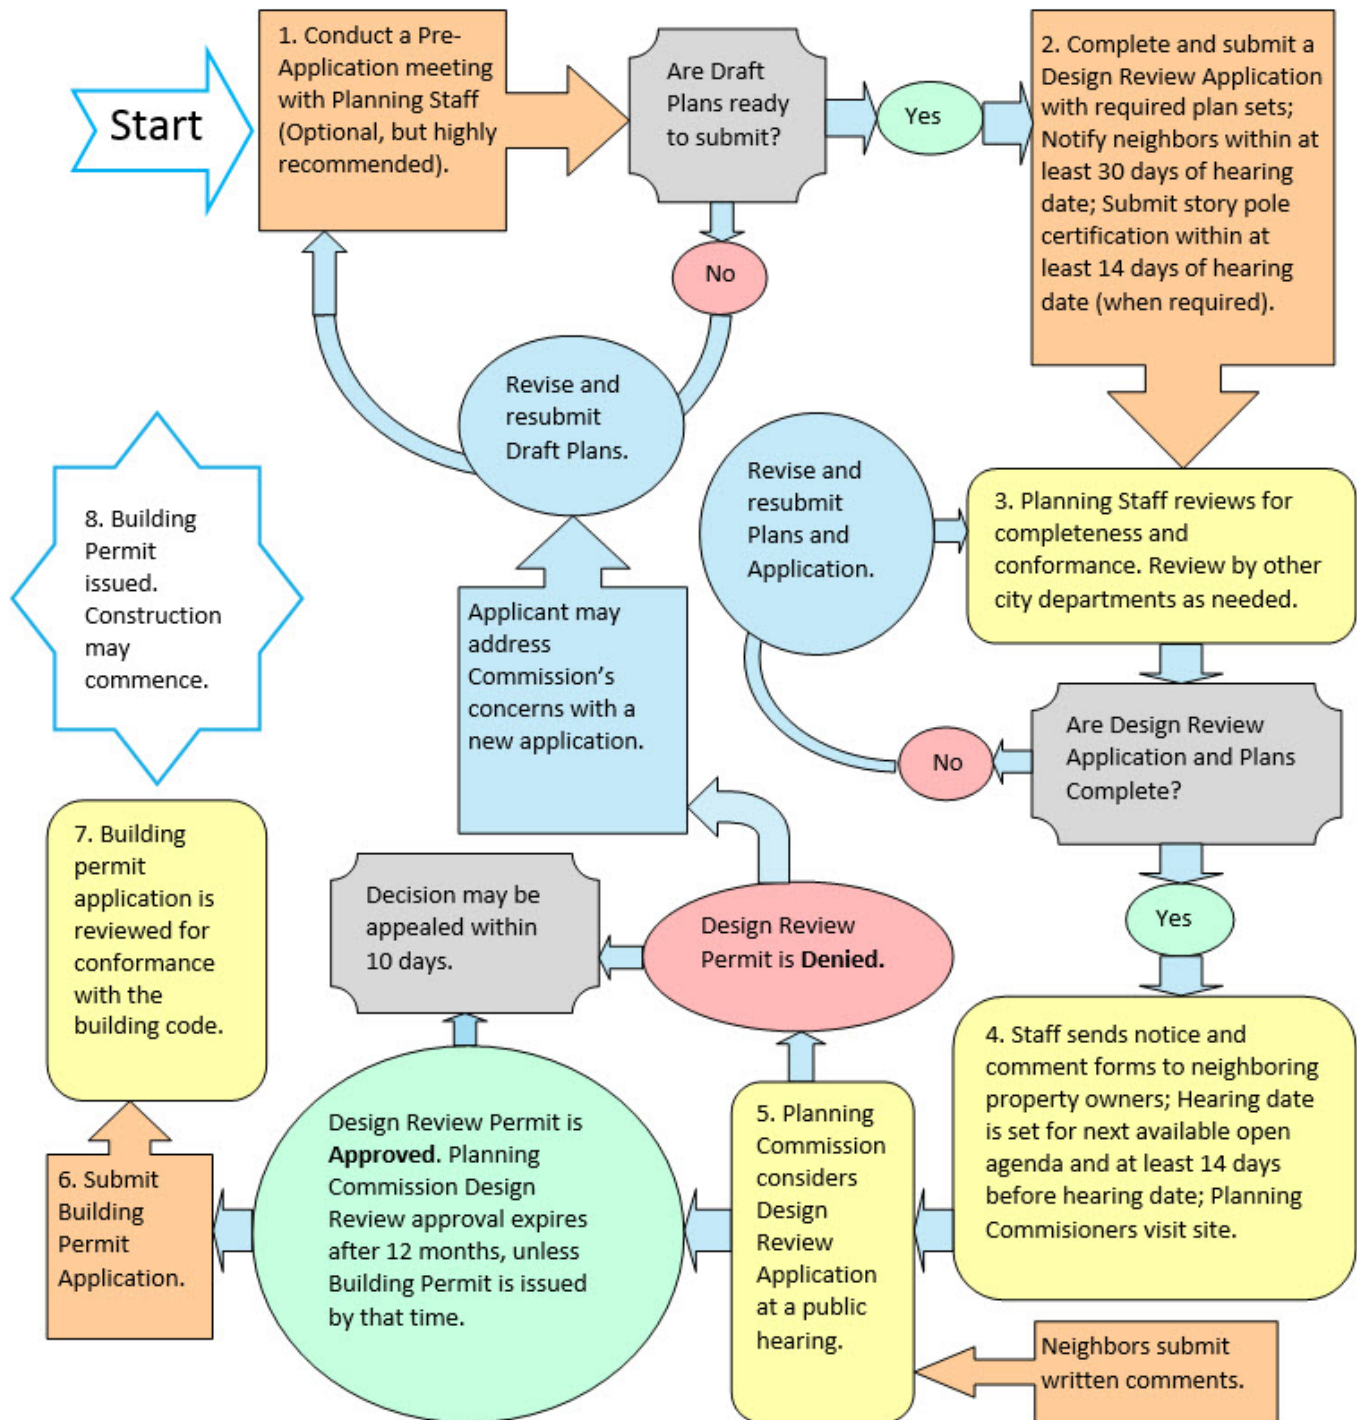 Start
1. Conduct a Pre-
Application meeting
with Planning Staff
(Optional, but highly
recommended).
Are Draft
Plans ready
to submit?
Yes
No
2. Complete and submit a
Design Review Application
with required plan sets;
Notify neighbors within at
least 30 days of hearing
date; Submit story pole
certification within at
least 14 days of hearing
date (when required).
Revise and
resubmit
Draft Plans.
Revise and
resubmit
Plans and
Application.
3. Planning Staff reviews for
completeness and
conformance. Review by other
city departments as needed.
Are Design Review
Application and Plans
Complete?
No
Yes
4. Staff sends notice and
comment forms to neighboring
property owners; Hearing date
is set for next available open
agenda and at least 14 days
before hearing date; Planning
Commisioners visit site.
Neighbors submit
written comments.
5. Planning
Commission
considers
Design
Review
Application
at a public
hearing.
Design Review
Permit is Denied.
Applicant may
address
Commission’s
concerns with a
new application.
Decision may be
appealed within
10 days.
Design Review Permit is
Approved. Planning
Commission Design
Review approval expires
after 12 months, unless
Building Permit is issued
by that time.
6. Submit
Building
Permit
Application.
7. Building
permit
application is
reviewed for
conformance
with the
building code.
8. Building
Permit
issued.
Construction
may
commence.